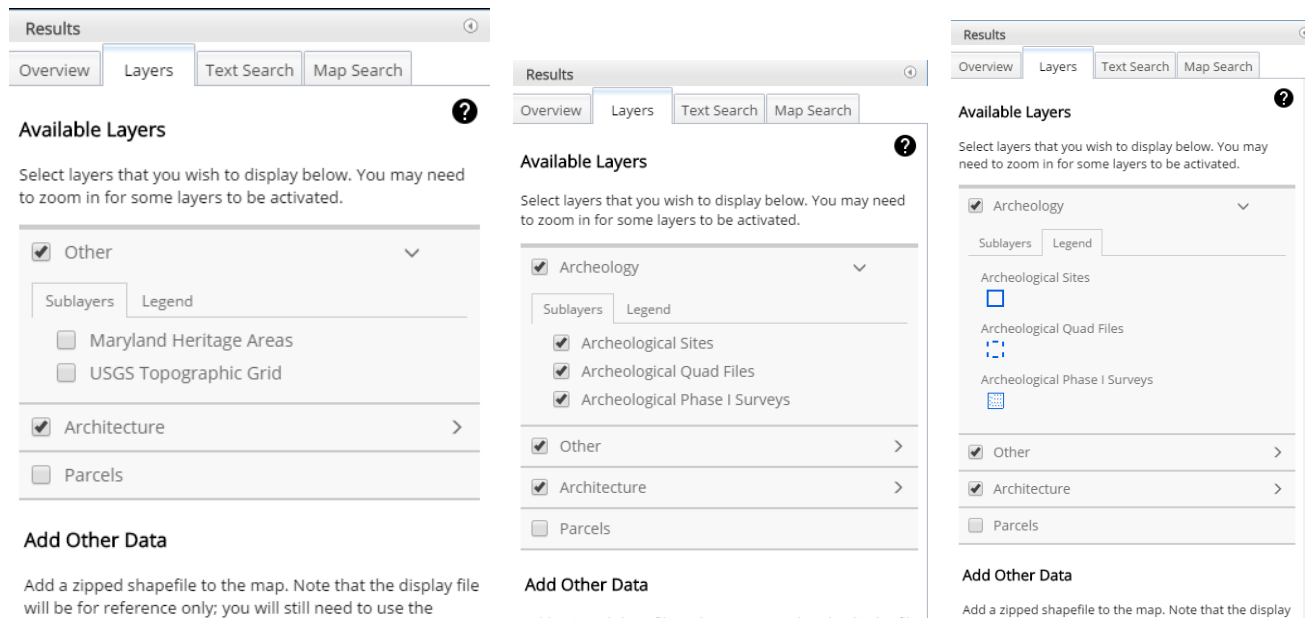 Results
Overview Layers Text Search Map Search
Available Layers
Select layers that you wish to display below. You may need
to zoom in for some layers to be activated.
Other
Sublayers Legend
Maryland Heritage Areas
USGS Topographic Grid
Architecture
Parcels
Add Other Data
Add a zipped shapefile to the map. Note that the display file
will be for reference only; you will still need to use the
Results
Overview Layers Text Search Map Search
Available Layers
Select layers that you wish to display below. You may need
to zoom in for some layers to be activated.
Archeology
Sublayers Legend
Archeological Sites
Archeological Quad Files
Archeological Phase I Surveys
Other
Architecture
Parcels
Add Other Data
Results
Overview Layers Text Search Map Search
Available Layers
Select layers that you wish to display below. You may
need to zoom in for some layers to be activated.
Archeology
Sublayers Legend
Archeological Sites
Archeological Quad Files
Archeological Phase I Surveys
Other
Architecture
Parcels
Add Other Data
Add a zipped shapefile to the map. Note that the display